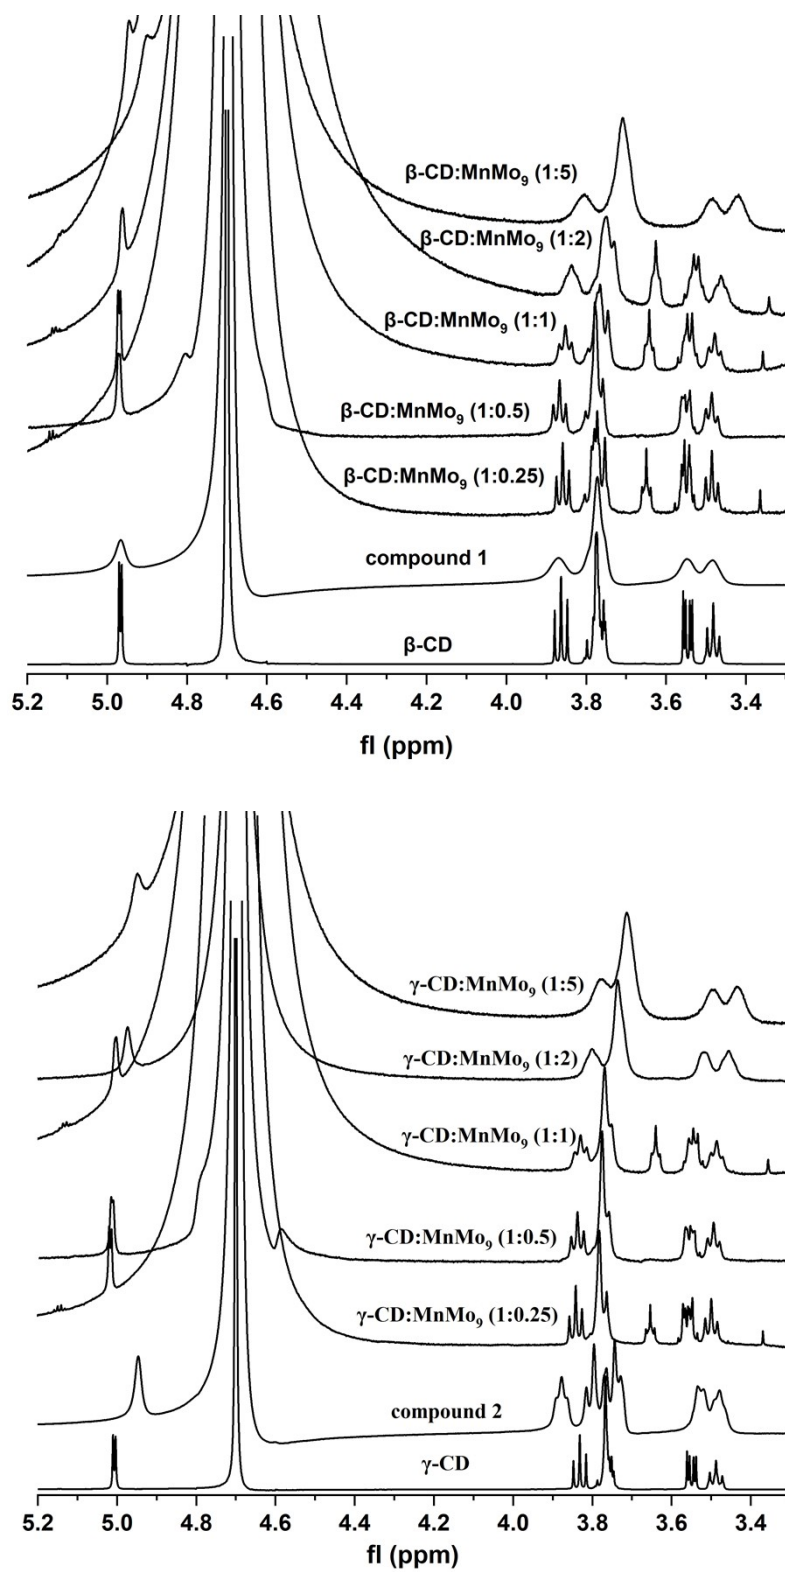 β-CD:MnMo₉ (1:5)
β-CD:MnMo₉ (1:2)
β-CD:MnMo₉ (1:1)
β-CD:MnMo₉ (1:0.5)
β-CD:MnMo₉ (1:0.25)
compound 1
β-CD
5.2 5.0 4.8 4.6 4.4 4.2 4.0 3.8 3.6 3.4
fl (ppm)
γ-CD:MnMo₉ (1:5)
γ-CD:MnMo₉ (1:2)
γ-CD:MnMo₉ (1:1)
γ-CD:MnMo₉ (1:0.5)
γ-CD:MnMo₉ (1:0.25)
compound 2
γ-CD
5.2 5.0 4.8 4.6 4.4 4.2 4.0 3.8 3.6 3.4
fl (ppm)